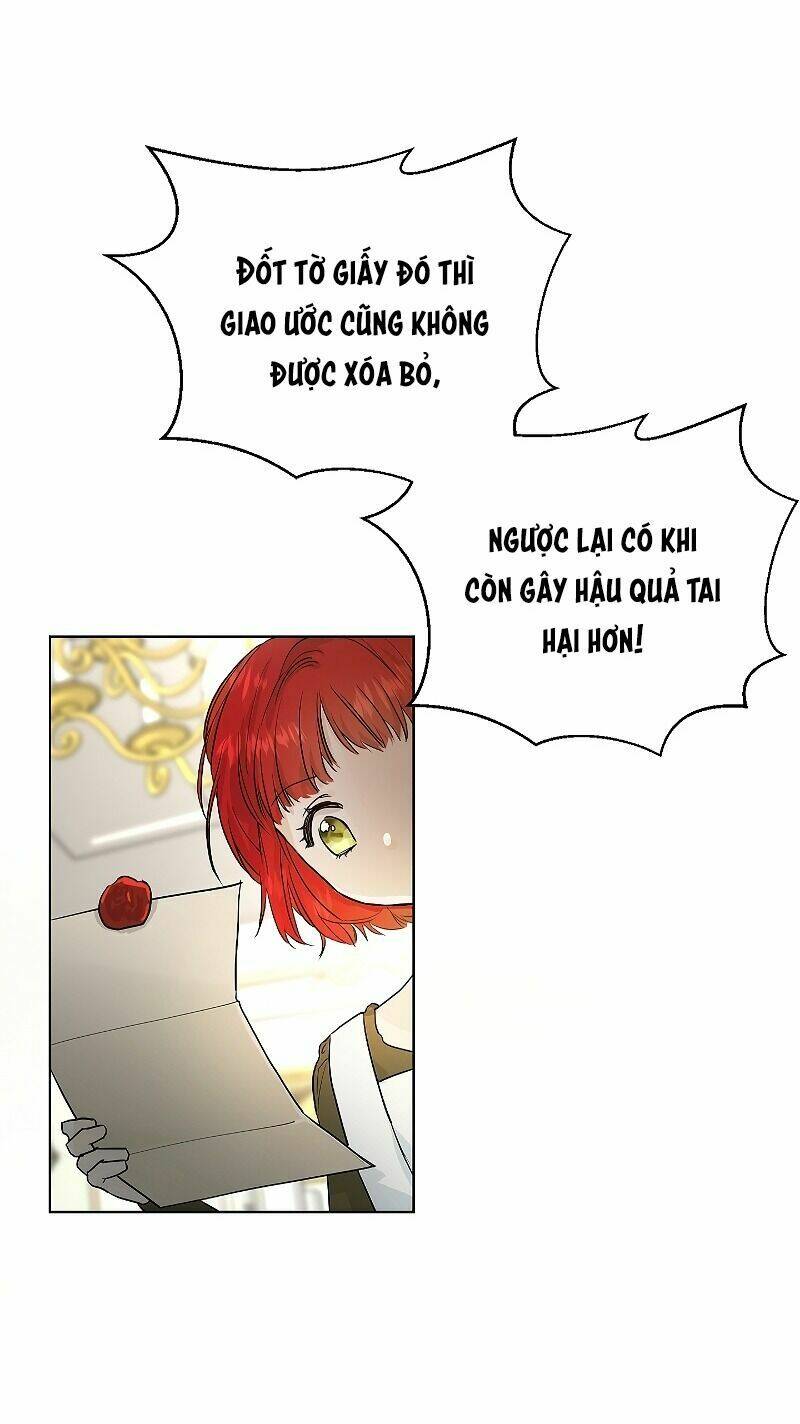 ĐỐT TỜ GIẤY ĐÓ THÌ
GIAO ƯỚC CŨNG KHÔNG
ĐƯỢC XÓA BỎ,
NGƯỢC LẠI CÓ KHI
CÒN GÂY HẬU QUẢ TAI
HẠI HƠN!